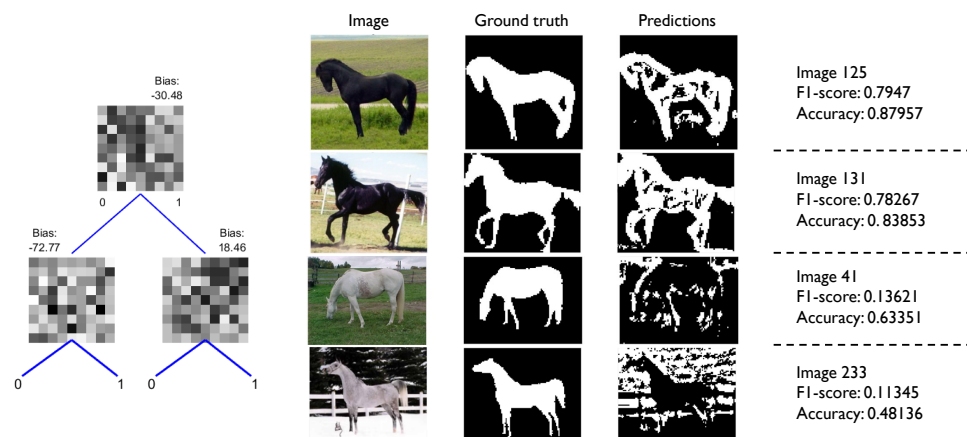 Image Ground truth Predictions
Bias:
-30.48
0 1
Bias:
-72.77
Bias:
18.46
0 1 0 1
Image 125
F1-score: 0.7947
Accuracy: 0.87957
Image 131
F1-score: 0.78267
Accuracy: 0.83853
Image 41
F1-score: 0.13621
Accuracy: 0.63351
Image 233
F1-score: 0.11345
Accuracy: 0.48136